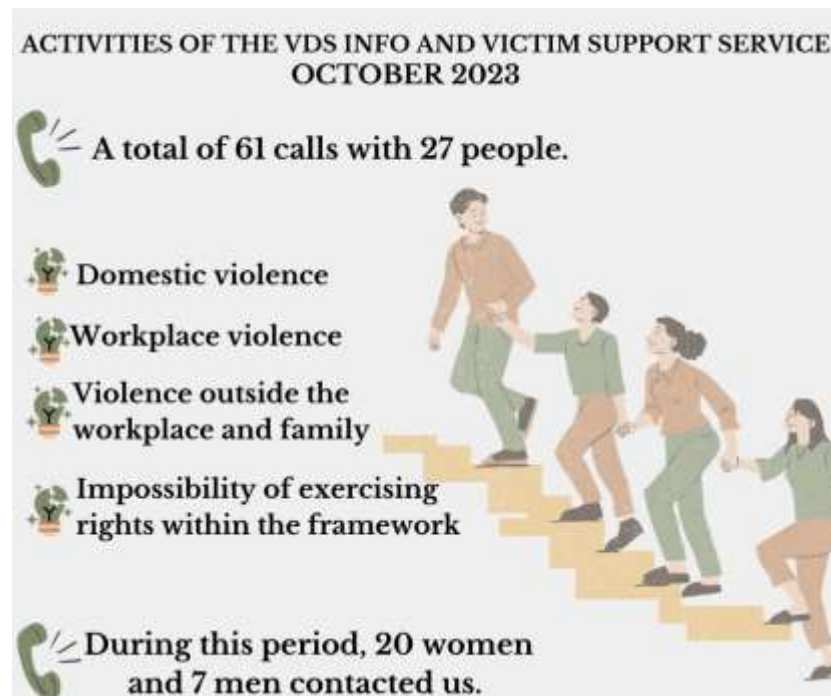 ACTIVITIES OF THE VDS INFO AND VICTIM SUPPORT SERVICE
OCTOBER 2023
A total of 61 calls with 27 people.
Domestic violence
Workplace violence
Violence outside the
workplace and family
Impossibility of exercising
rights within the framework
During this period, 20 women
and 7 men contacted us.